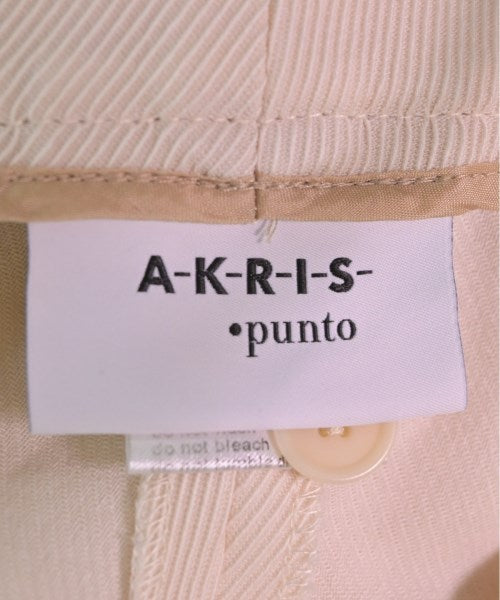 A-K-R-I-S-
•punto
do not bleach